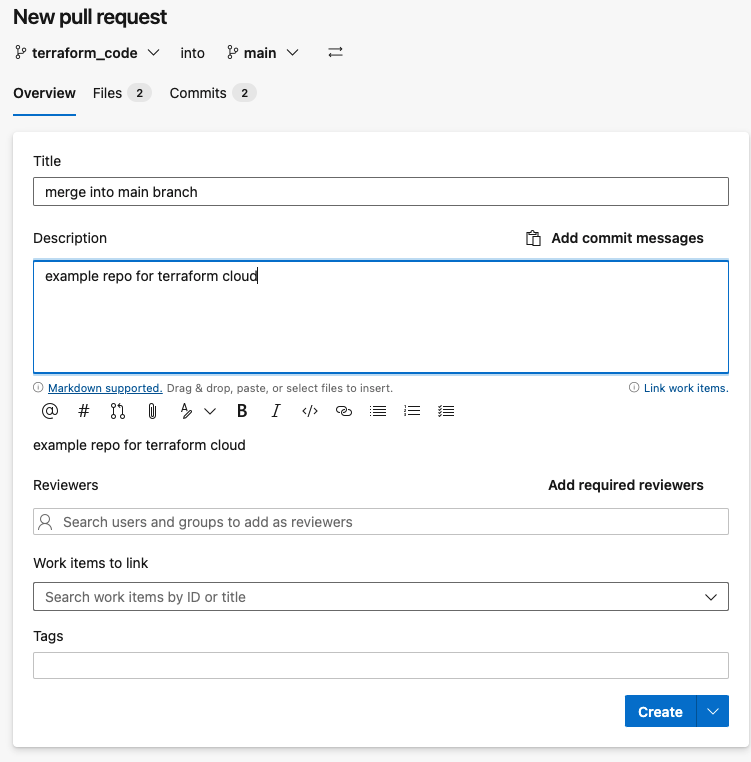 New pull request
terraform_code into main
Overview Files 2 Commits 2
Title
merge into main branch
Description Add commit messages
example repo for terraform cloud
Markdown supported. Drag & drop, paste, or select files to insert. Link work items.
@ # B I </>
example repo for terraform cloud
Reviewers Add required reviewers
Search users and groups to add as reviewers
Work items to link
Search work items by ID or title
Tags
Create